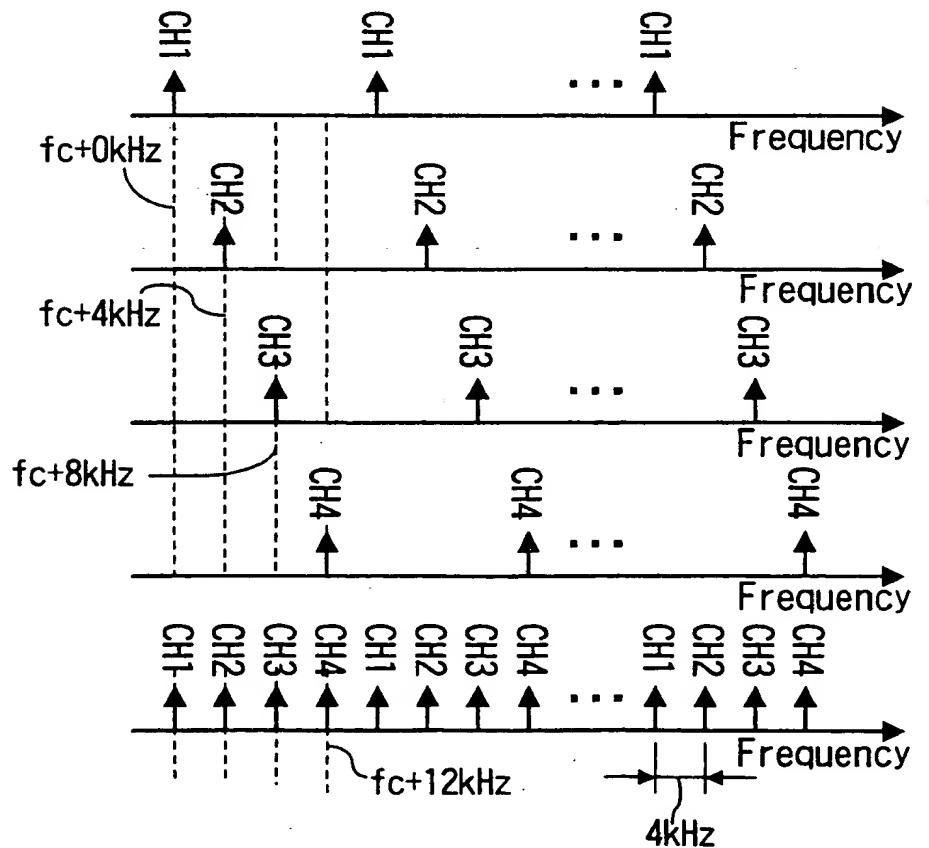 CH1 CH1 ... CH1
Frequency
fc+0kHz
CH2 CH2 ... CH2
Frequency
fc+4kHz
CH3 CH3 ... CH3
Frequency
fc+8kHz
CH4 CH4 ... CH4
Frequency
CH1 CH2 CH3 CH4 CH1 CH2 CH3 CH4 ... CH1 CH2 CH3 CH4
Frequency
fc+12kHz
4kHz